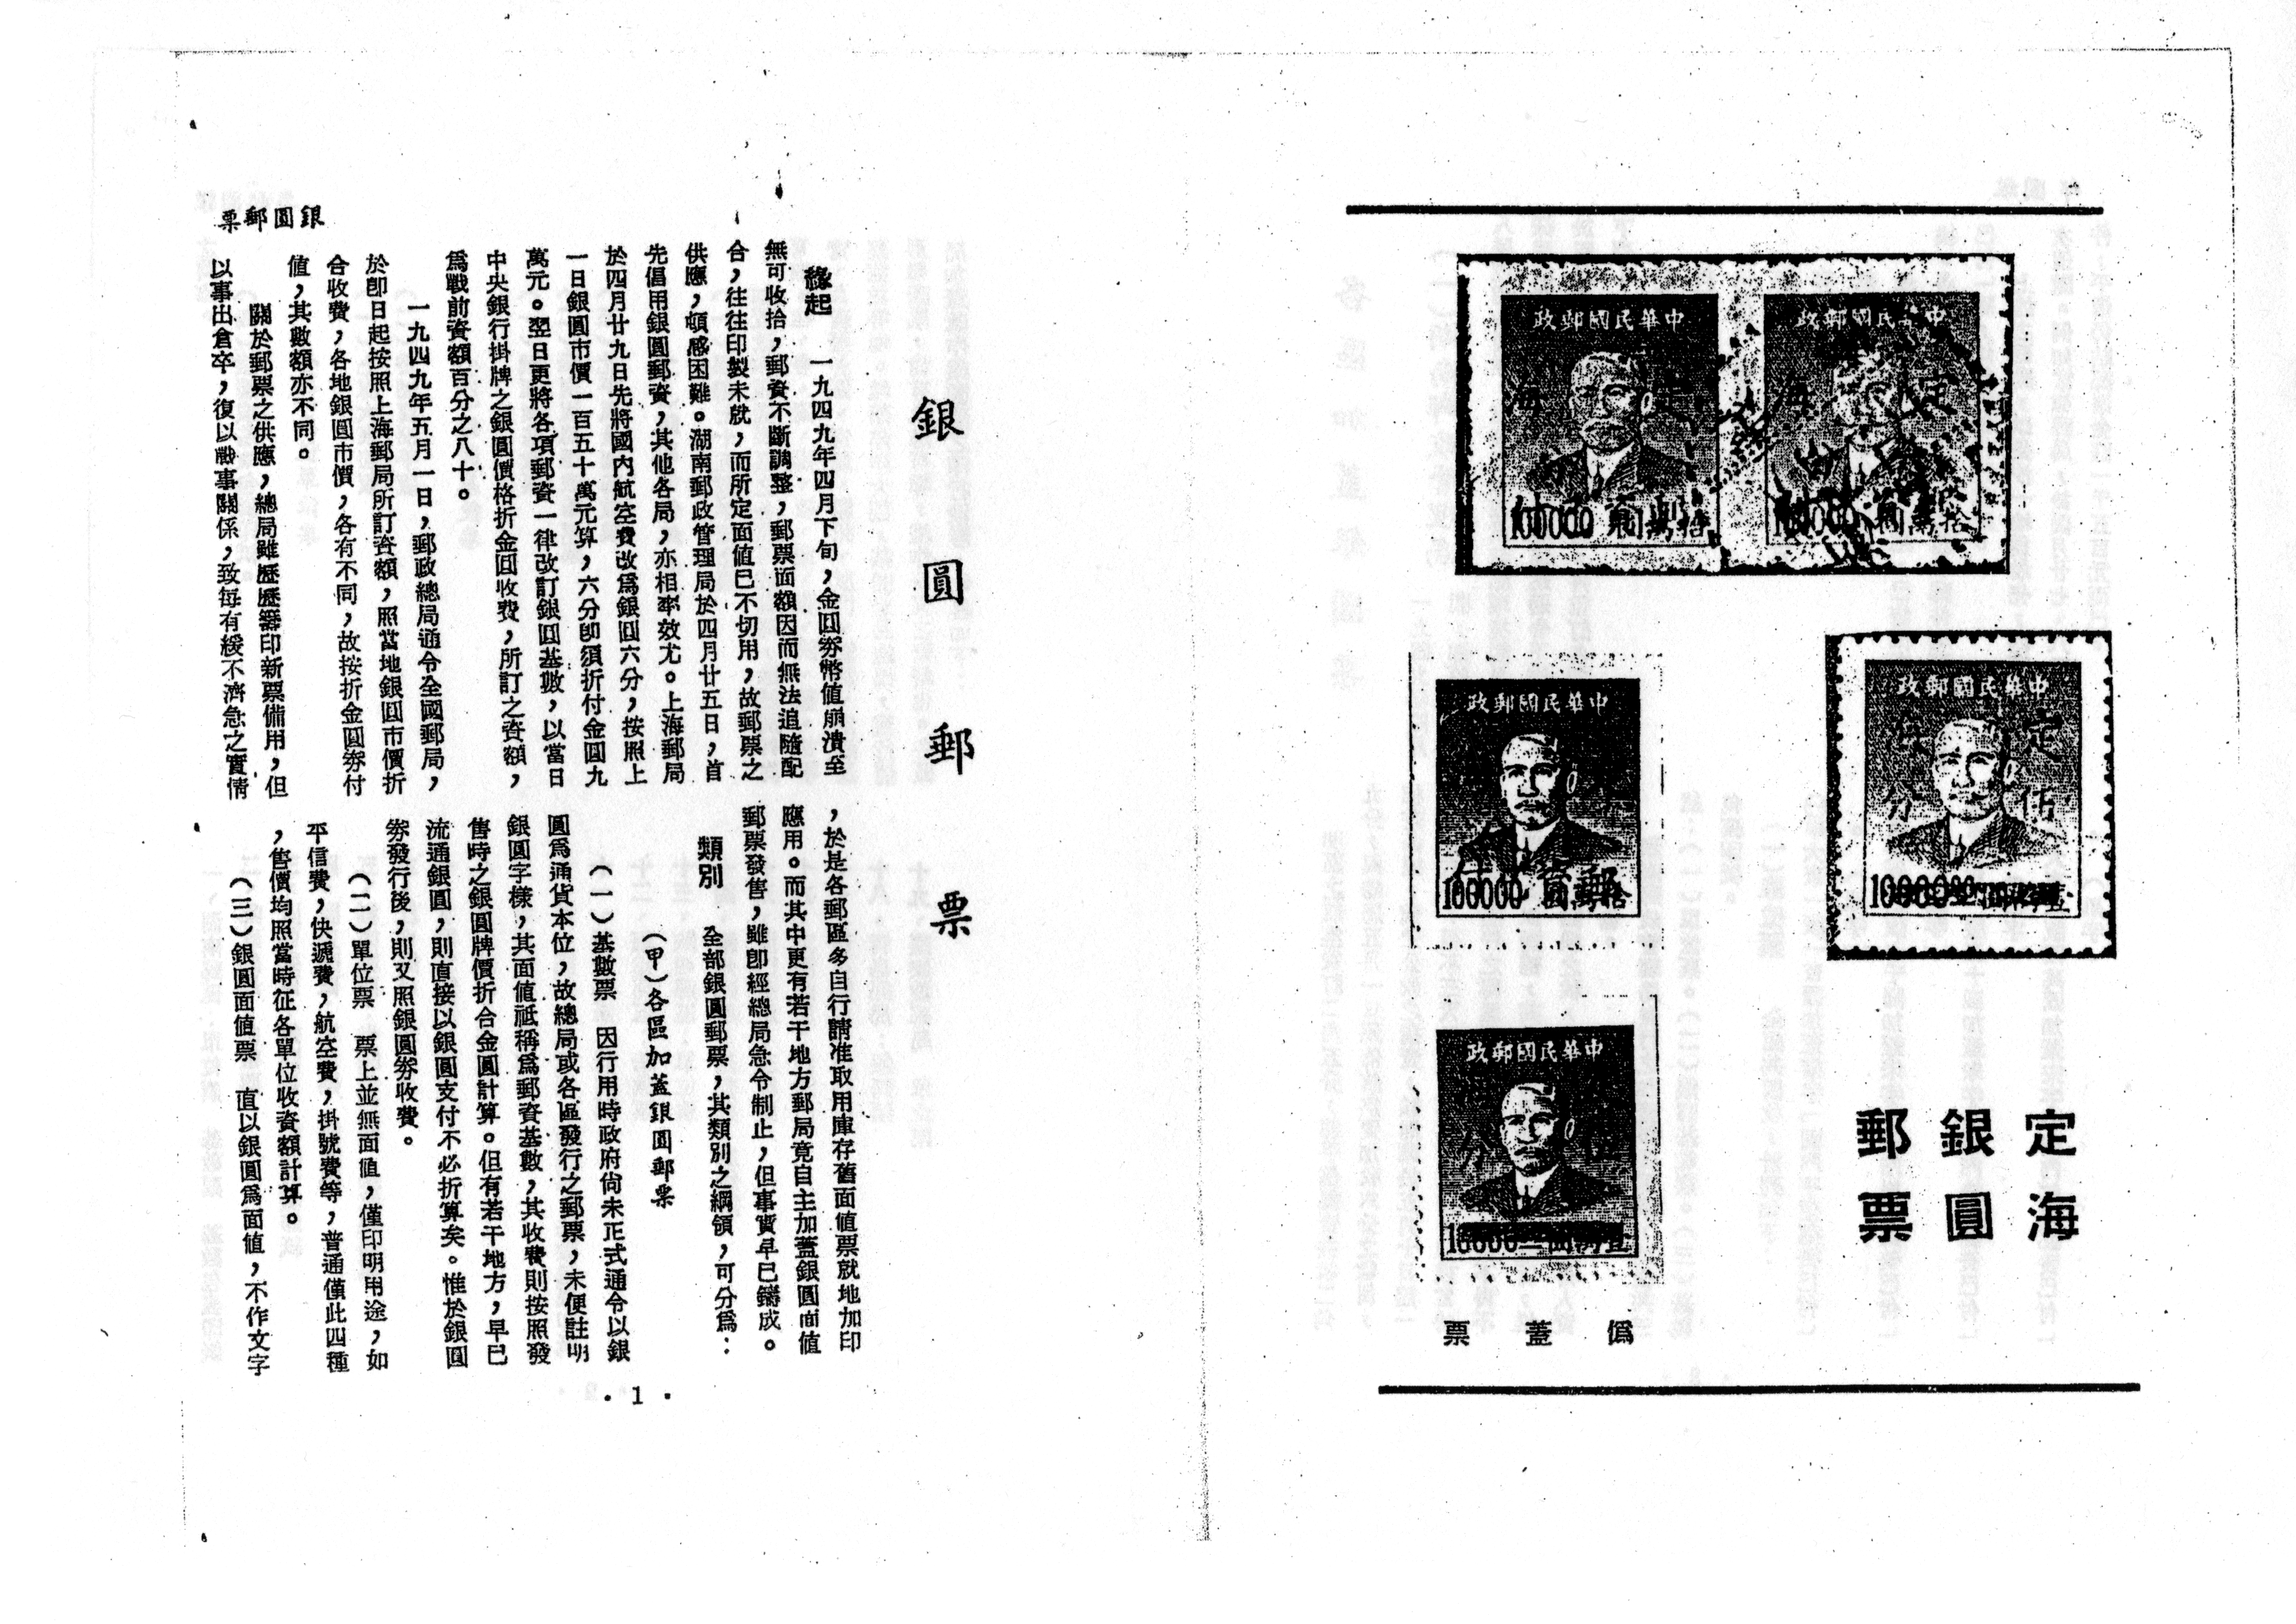 中華民國郵政
定海
拾萬圓
100000
中華民國郵政
定
拾萬圓
中華民國郵政
定
分
中華民國郵政
郵資
拾萬圓
100000
中華民國郵政
分
10000
定海
銀圓
郵票
僞蓋票
銀圓郵票
緣起　一九四九年四月下旬，金圓劵幣值崩潰至
無可收拾，郵資不斷調整，郵票面額因而無法追隨配
合，往往印製未就，而所定面值已不切用，故郵票之
供應，頓感困難。湖南郵政管理局於四月廿五日，首
先倡用銀圓郵資，其他各局，亦相率效尤。上海郵局
於四月廿九日先將國內航空費改爲銀圓六分，按照上
一日銀圓市價一百五十萬元算，六分卽須折付金圓九
萬元。翌日更將各項郵資一律改訂銀圓基數，以當日
中央銀行掛牌之銀圓價格折金圓收費，所訂之資額，
爲戰前資額百分之八十。
一九四九年五月一日，郵政總局通令全國郵局，
於卽日起按照上海郵局所訂資額，照當地銀圓市價折
合收費，各地銀圓市價，各有不同，故按折金圓劵付
值，其數額亦不同。
關於郵票之供應，總局雖歷歷籌印新票備用，但
以事出倉卒，復以戰事關係，致每有緩不濟急之實情
，於是各郵區多自行請准取用庫存舊面值票就地加印
應用。而其中更有若干地方郵局竟自主加蓋銀圓面值
郵票發售，雖卽經總局急令制止，但事實早已鑄成。
類別　全部銀圓郵票，其類別之綱領，可分爲：
（甲）各區加蓋銀圓郵票
（一）基數票　因行用時政府尙未正式通令以銀
圓爲通貨本位，故總局或各區發行之郵票，未便註明
銀圓字樣，其面值祗稱爲郵資基數，其收費則按照發
售時之銀圓牌價折合金圓計算。但有若干地方，早已
流通銀圓，則直接以銀圓支付不必折算矣。惟於銀圓
劵發行後，則又照銀圓劵收費。
（二）單位票　票上並無面值，僅印明用途，如
平信費，快遞費，航空費，掛號費等，普通僅此四種
，售價均照當時征各單位收資額計算。
（三）銀圓面值票　直以銀圓爲面值，不作文字
銀圓郵票
·1·